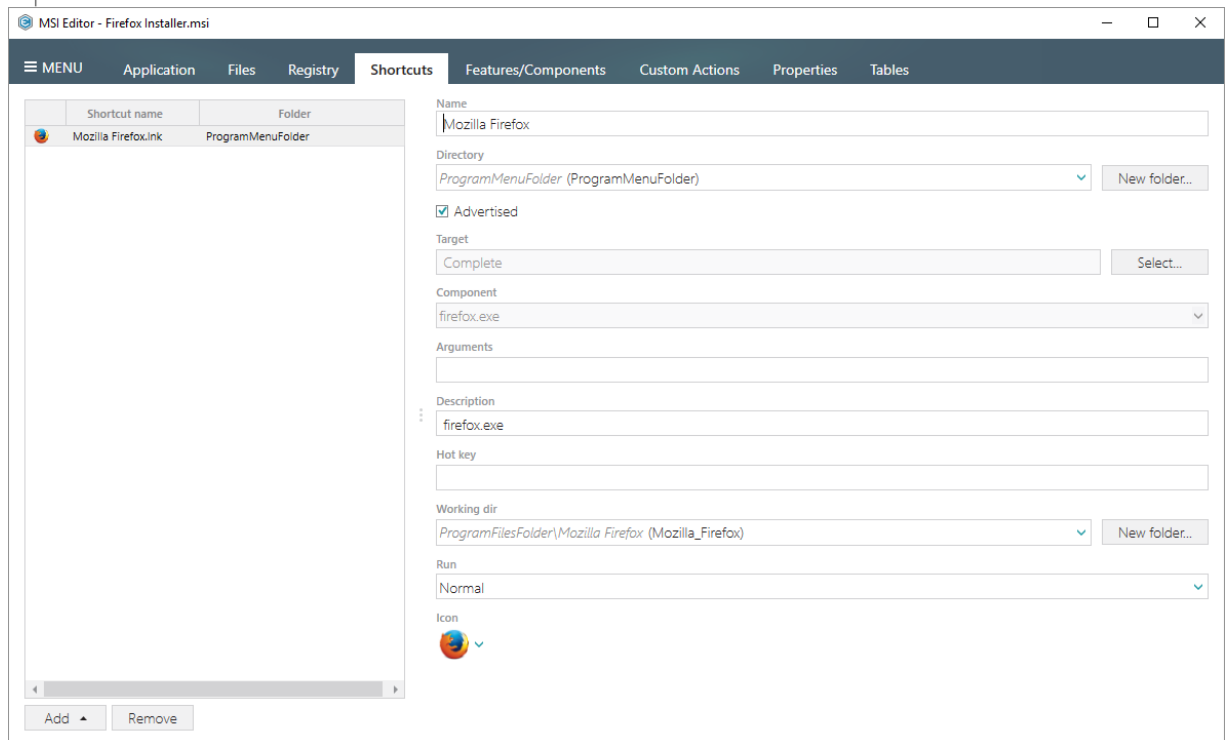 MSI Editor - Firefox Installer.msi
MENU Application Files Registry Shortcuts Features/Components Custom Actions Properties Tables
Shortcut name Folder
Mozilla Firefox.lnk ProgramMenuFolder
Name
Mozilla Firefox
Directory
ProgramMenuFolder (ProgramMenuFolder) New folder...
Advertised
Target
Complete Select...
Component
firefox.exe
Arguments
Description
firefox.exe
Hot key
Working dir
ProgramFilesFolder\Mozilla Firefox (Mozilla_Firefox) New folder...
Run
Normal
Icon
Add Remove